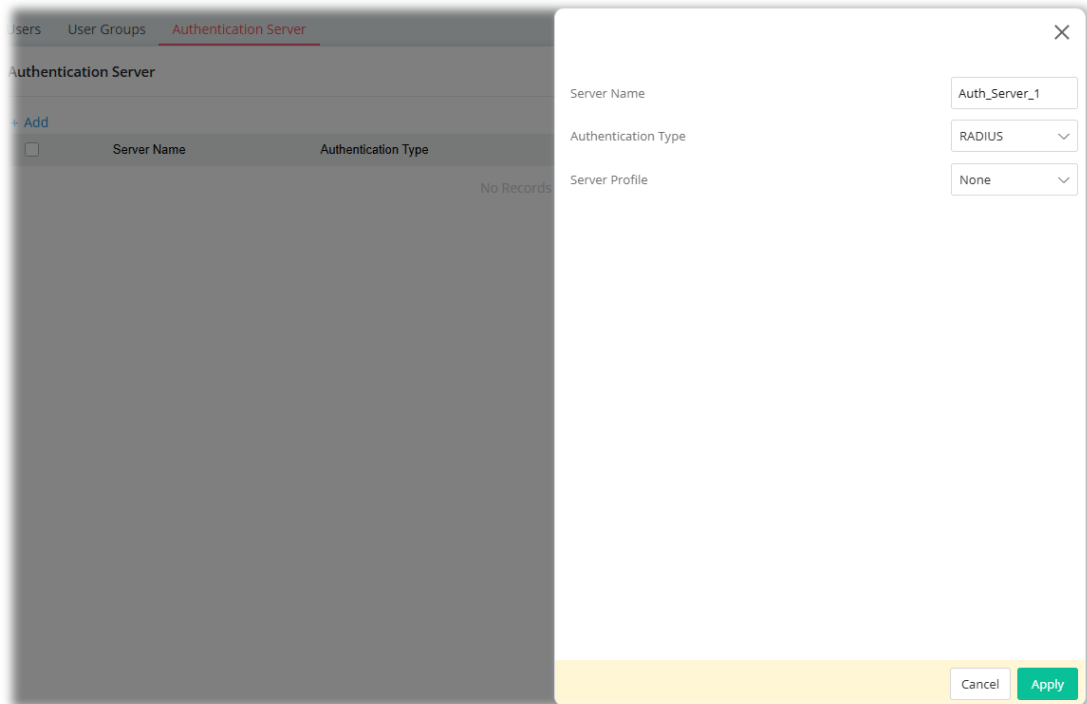 Users User Groups Authentication Server
Authentication Server
+ Add
Server Name Authentication Type
No Records
Server Name Auth_Server_1
Authentication Type RADIUS
Server Profile None
Cancel Apply